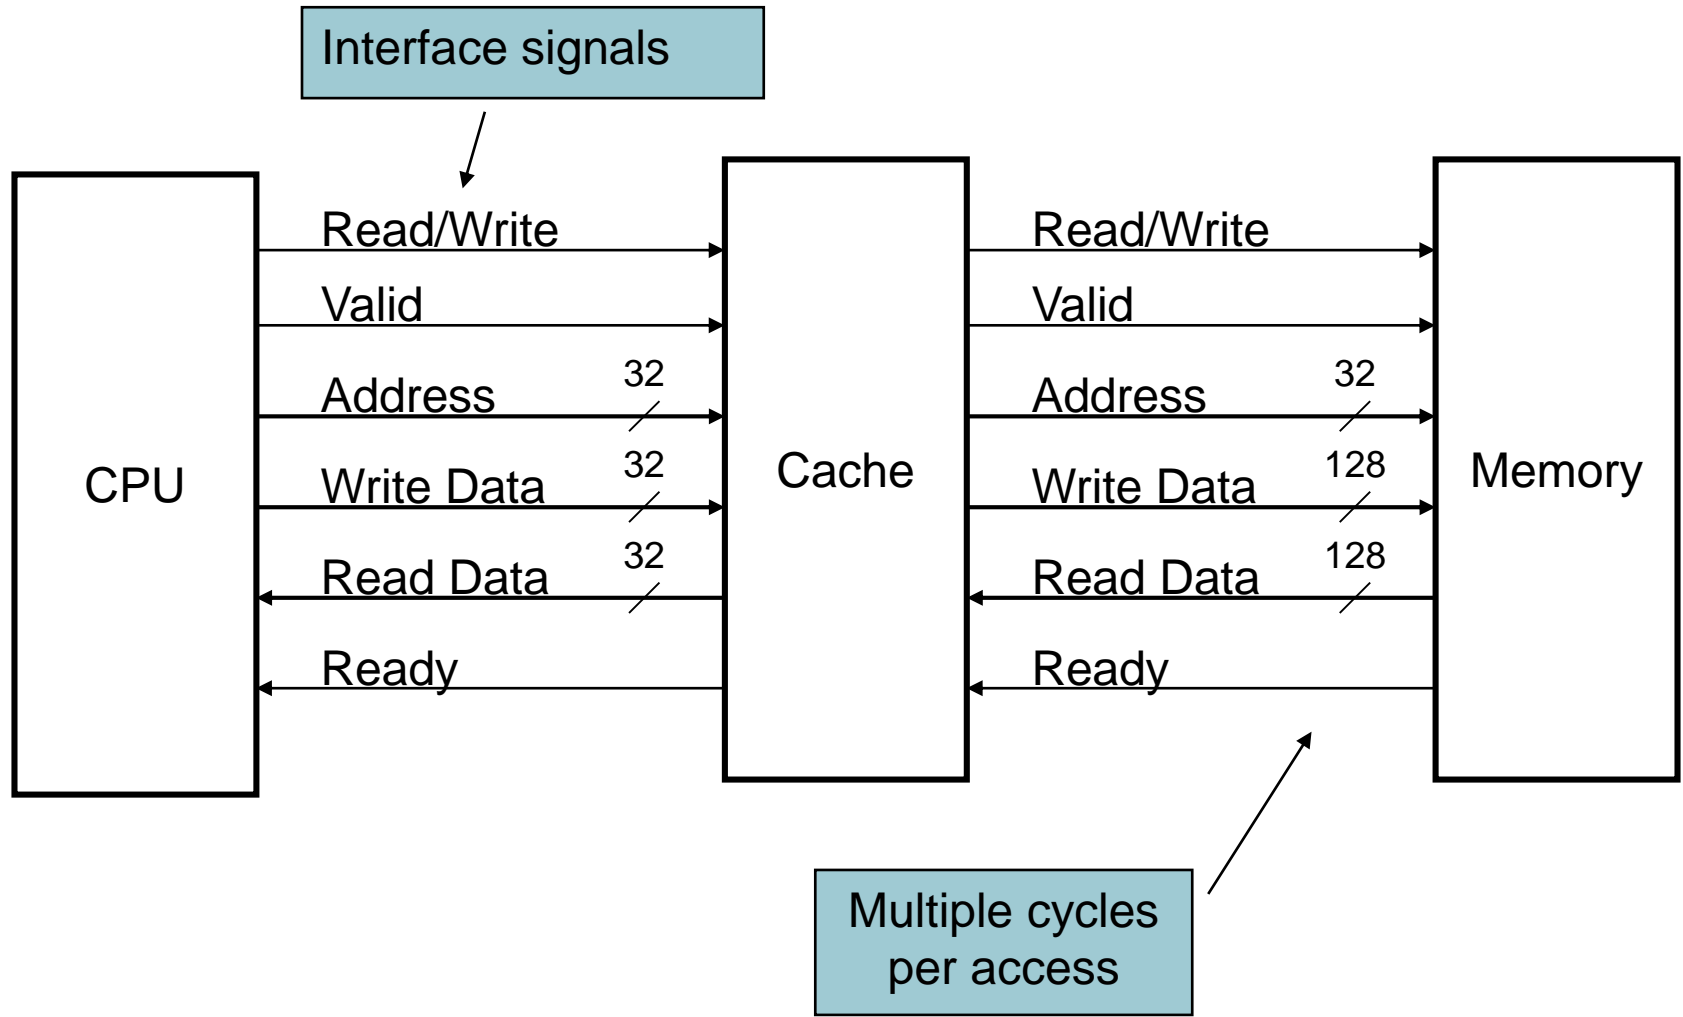 Interface signals
Read/Write
Read/Write
Valid
Valid
32
32
Address
Address
CPU
32
Write Data
Cache
128
Write Data
Memory
32
128
Read Data
Read Data
Ready
Ready
Multiple cycles
per access